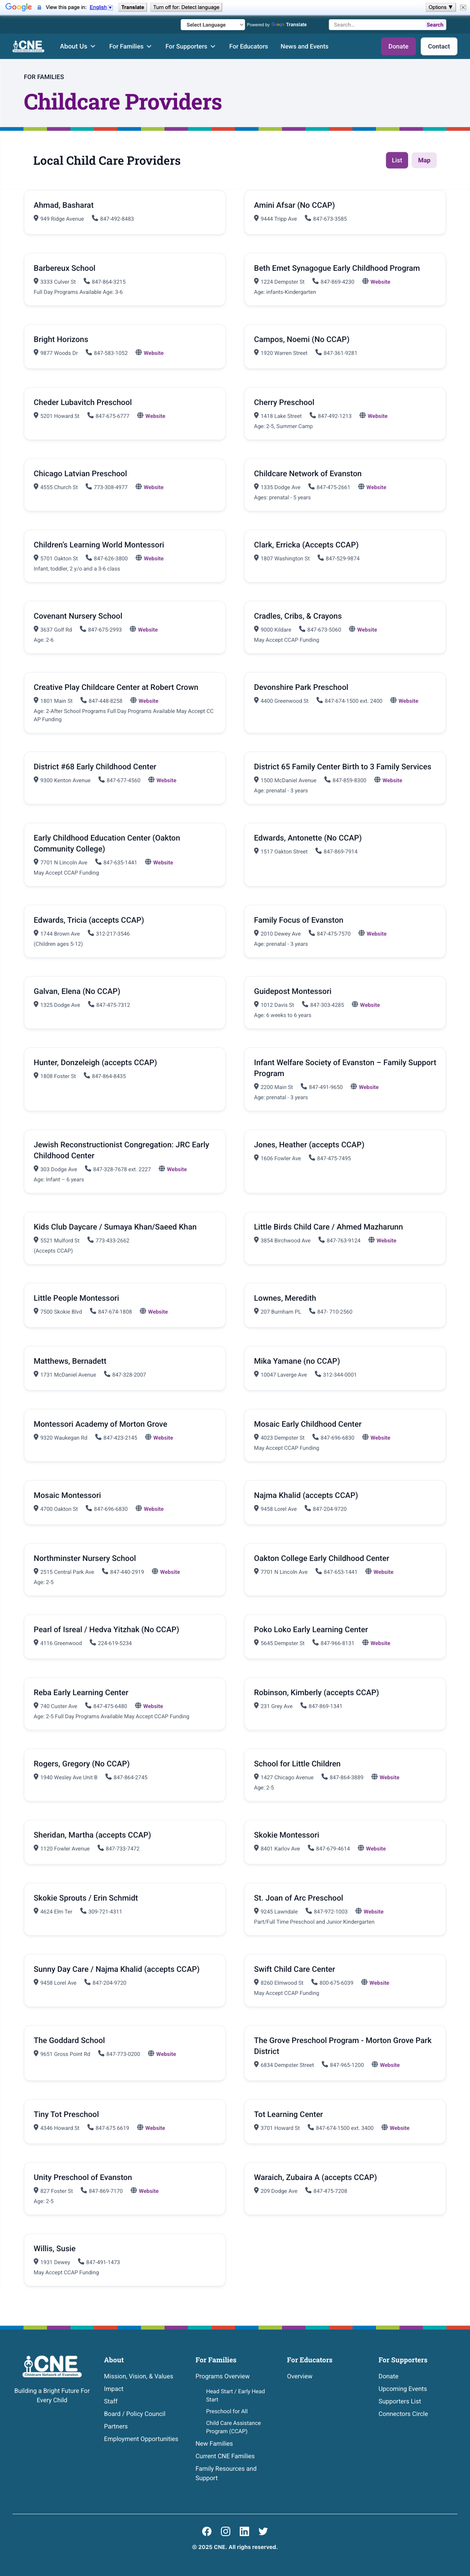 Google View this page in: English Translate Turn off for: Detect language Options ▼
Select Language Powered by Google Translate Search... Search
CNE About Us For Families For Supporters For Educators News and Events Donate Contact
FOR FAMILIES
Childcare Providers
Local Child Care Providers
List Map
Ahmad, Basharat
949 Ridge Avenue 847-492-8483
Amini Afsar (No CCAP)
9444 Tripp Ave 847-673-3585
Barbereux School
3333 Culver St 847-864-3215
Full Day Programs Available Age: 3-6
Beth Emet Synagogue Early Childhood Program
1224 Dempster St 847-869-4230 Website
Age: infants-Kindergarten
Bright Horizons
9877 Woods Dr 847-583-1052 Website
Campos, Noemi (No CCAP)
1920 Warren Street 847-361-9281
Cheder Lubavitch Preschool
5201 Howard St 847-675-6777 Website
Cherry Preschool
1418 Lake Street 847-492-1213 Website
Age: 2-5, Summer Camp
Chicago Latvian Preschool
4555 Church St 773-308-4977 Website
Childcare Network of Evanston
1335 Dodge Ave 847-475-2661 Website
Ages: prenatal - 5 years
Children's Learning World Montessori
5701 Oakton St 847-626-3800 Website
Infant, toddler, 2 y/o and a 3-6 class
Clark, Erricka (Accepts CCAP)
1807 Washington St 847-529-9874
Covenant Nursery School
3637 Golf Rd 847-675-2993 Website
Age: 2-6
Cradles, Cribs, & Crayons
9000 Kildare 847-673-5060 Website
May Accept CCAP Funding
Creative Play Childcare Center at Robert Crown
1801 Main St 847-448-8258 Website
Age: 2-After School Programs Full Day Programs Available May Accept CC
AP Funding
Devonshire Park Preschool
4400 Greenwood St 847-674-1500 ext. 2400 Website
District #68 Early Childhood Center
9300 Kenton Avenue 847-677-4560 Website
District 65 Family Center Birth to 3 Family Services
1500 McDaniel Avenue 847-859-8300 Website
Age: prenatal - 3 years
Early Childhood Education Center (Oakton
Community College)
7701 N Lincoln Ave 847-635-1441 Website
May Accept CCAP Funding
Edwards, Antonette (No CCAP)
1517 Oakton Street 847-869-7914
Edwards, Tricia (accepts CCAP)
1744 Brown Ave 312-217-3546
(Children ages 5-12)
Family Focus of Evanston
2010 Dewey Ave 847-475-7570 Website
Age: prenatal - 3 years
Galvan, Elena (No CCAP)
1325 Dodge Ave 847-475-7312
Guidepost Montessori
1012 Davis St 847-303-4285 Website
Age: 6 weeks to 6 years
Hunter, Donzeleigh (accepts CCAP)
1808 Foster St 847-864-8435
Infant Welfare Society of Evanston – Family Support
Program
2200 Main St 847-491-9650 Website
Age: prenatal - 3 years
Jewish Reconstructionist Congregation: JRC Early
Childhood Center
303 Dodge Ave 847-328-7678 ext. 2227 Website
Age: Infant – 6 years
Jones, Heather (accepts CCAP)
1606 Fowler Ave 847-475-7495
Kids Club Daycare / Sumaya Khan/Saeed Khan
5521 Mulford St 773-433-2662
(Accepts CCAP)
Little Birds Child Care / Ahmed Mazharunn
3854 Birchwood Ave 847-763-9124 Website
Little People Montessori
7500 Skokie Blvd 847-674-1808 Website
Lownes, Meredith
207 Burnham PL 847- 710-2560
Matthews, Bernadett
1731 McDaniel Avenue 847-328-2007
Mika Yamane (no CCAP)
10047 Laverge Ave 312-344-0001
Montessori Academy of Morton Grove
9320 Waukegan Rd 847-423-2145 Website
Mosaic Early Childhood Center
4023 Dempster St 847-696-6830 Website
May Accept CCAP Funding
Mosaic Montessori
4700 Oakton St 847-696-6830 Website
Najma Khalid (accepts CCAP)
9458 Lorel Ave 847-204-9720
Northminster Nursery School
2515 Central Park Ave 847-440-2919 Website
Age: 2-5
Oakton College Early Childhood Center
7701 N Lincoln Ave 847-653-1441 Website
Pearl of Isreal / Hedva Yitzhak (No CCAP)
4116 Greenwood 224-619-5234
Poko Loko Early Learning Center
5645 Dempster St 847-966-8131 Website
Reba Early Learning Center
740 Custer Ave 847-475-6480 Website
Age: 2-5 Full Day Programs Available May Accept CCAP Funding
Robinson, Kimberly (accepts CCAP)
231 Grey Ave 847-869-1341
Rogers, Gregory (No CCAP)
1940 Wesley Ave Unit B 847-864-2745
School for Little Children
1427 Chicago Avenue 847-864-3889 Website
Age: 2-5
Sheridan, Martha (accepts CCAP)
1120 Fowler Avenue 847-733-7472
Skokie Montessori
8401 Karlov Ave 847-679-4614 Website
Skokie Sprouts / Erin Schmidt
4624 Elm Ter 309-721-4311
St. Joan of Arc Preschool
9245 Lawndale 847-972-1003 Website
Part/Full Time Preschool and Junior Kindergarten
Sunny Day Care / Najma Khalid (accepts CCAP)
9458 Lorel Ave 847-204-9720
Swift Child Care Center
8260 Elmwood St 800-675-6039 Website
May Accept CCAP Funding
The Goddard School
9651 Gross Point Rd 847-773-0200 Website
The Grove Preschool Program - Morton Grove Park
District
6834 Dempster Street 847-965-1200 Website
Tiny Tot Preschool
4346 Howard St 847-675 6619 Website
Tot Learning Center
3701 Howard St 847-674-1500 ext. 3400 Website
Unity Preschool of Evanston
827 Foster St 847-869-7170 Website
Age: 2-5
Waraich, Zubaira A (accepts CCAP)
209 Dodge Ave 847-475-7208
Willis, Susie
1931 Dewey 847-491-1473
May Accept CCAP Funding
CNE
Childcare Network of Evanston
Building a Bright Future For
Every Child
About
Mission, Vision, & Values
Impact
Staff
Board / Policy Council
Partners
Employment Opportunities
For Families
Programs Overview
Head Start / Early Head
Start
Preschool for All
Child Care Assistance
Program (CCAP)
New Families
Current CNE Families
Family Resources and
Support
For Educators
Overview
For Supporters
Donate
Upcoming Events
Supporters List
Connectors Circle
© 2025 CNE. All rights reserved.